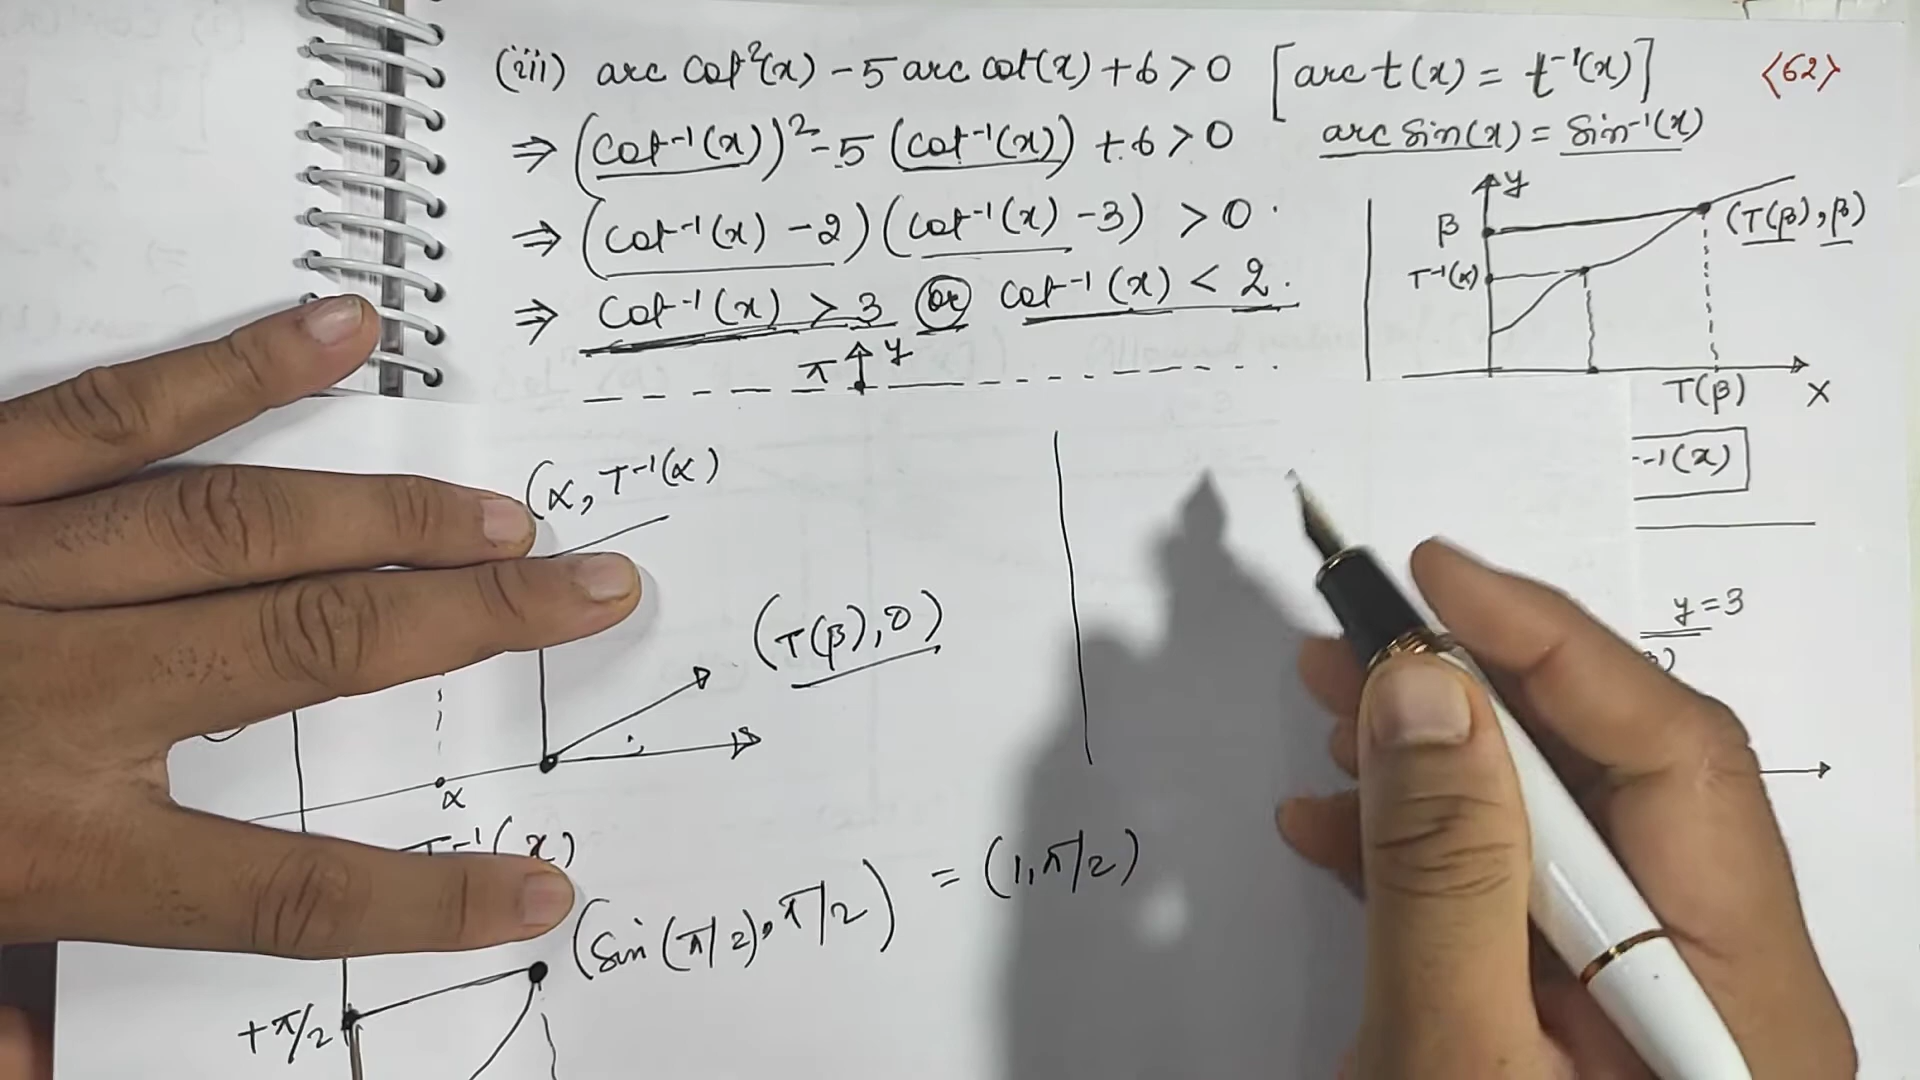 (iii) arc cot²(x) - 5 arc cot(x) + 6 > 0 [arc t(x) = t⁻¹(x)] <62>
⇒ (cot⁻¹(x))² - 5 (cot⁻¹(x)) + 6 > 0 arc sin(x) = sin⁻¹(x)
⇒ (cot⁻¹(x) - 2) (cot⁻¹(x) - 3) > 0
⇒ cot⁻¹(x) > 3 or cot⁻¹(x) < 2.
y
β (T(β), β)
T⁻¹(α)
T(β) X
π y
(α, T⁻¹(α)
⁻¹(x)
(T(β), 0)
y = 3
α
T⁻¹(x)
(sin(π/2), π/2) = (1, π/2)
+π/2